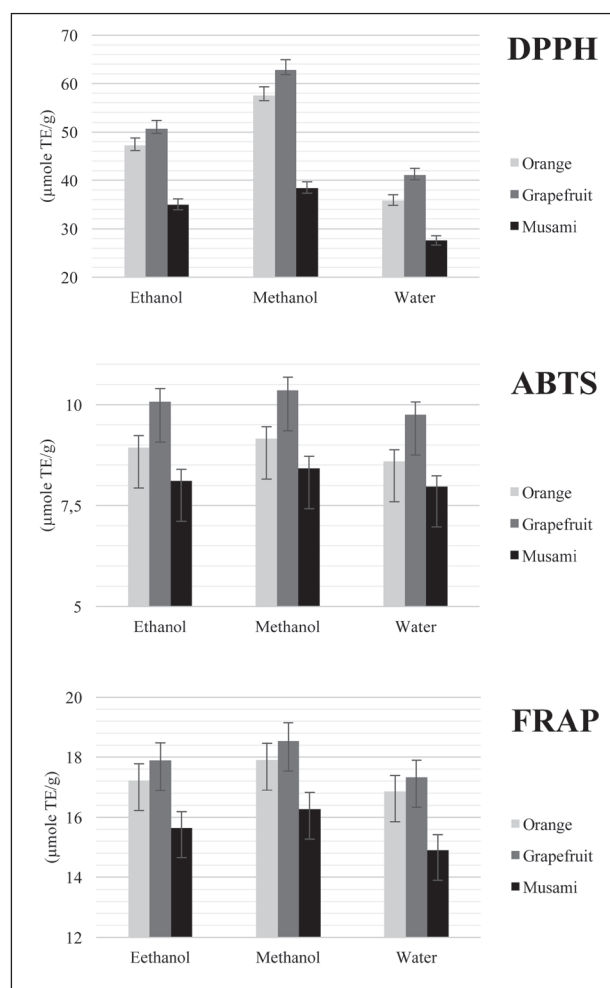 DPPH
(μmole TE/g)
70
60
50
40
30
20
Ethanol
Methanol
Water
Orange
Grapefruit
Musami
ABTS
(μmole TE/g)
10
7,5
5
Ethanol
Methanol
Water
Orange
Grapefruit
Musami
FRAP
(μmole TE/g)
20
18
16
14
12
Eethanol
Methanol
Water
Orange
Grapefruit
Musami